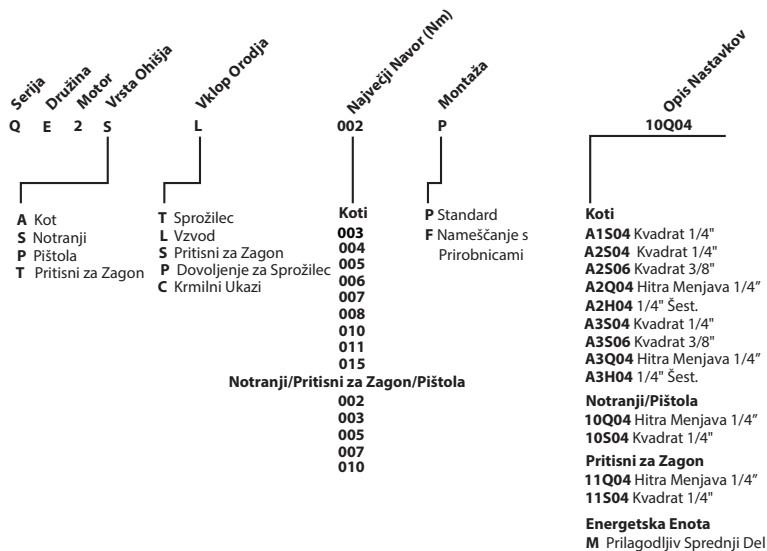 Serija
Družina
Motor
Vrsta Ohišja
Vklop Orodja
Največji Navor (Nm)
Montaža
Opis Nastavkov
Q E 2 S L 002 P 10Q04
A Kot
S Notranji
P Pištola
T Pritisni za Zagon
T Sprožilec
L Vzvod
S Pritisni za Zagon
P Dovoljenje za Sprožilec
C Krmilni Ukazi
Koti
003
004
005
006
007
008
010
011
015
Notranji/Pritisni za Zagon/Pištola
002
003
005
007
010
P Standard
F Nameščanje s
Prirobnicami
Koti
A1S04 Kvadrat 1/4"
A2S04 Kvadrat 1/4"
A2S06 Kvadrat 3/8"
A2Q04 Hitra Menjava 1/4”
A2H04 1/4" Šest.
A3S04 Kvadrat 1/4"
A3S06 Kvadrat 3/8"
A3Q04 Hitra Menjava 1/4”
A3H04 1/4" Šest.
Notranji/Pištola
10Q04 Hitra Menjava 1/4”
10S04 Kvadrat 1/4"
Pritisni za Zagon
11Q04 Hitra Menjava 1/4”
11S04 Kvadrat 1/4"
Energetska Enota
M Prilagodljiv Sprednji Del